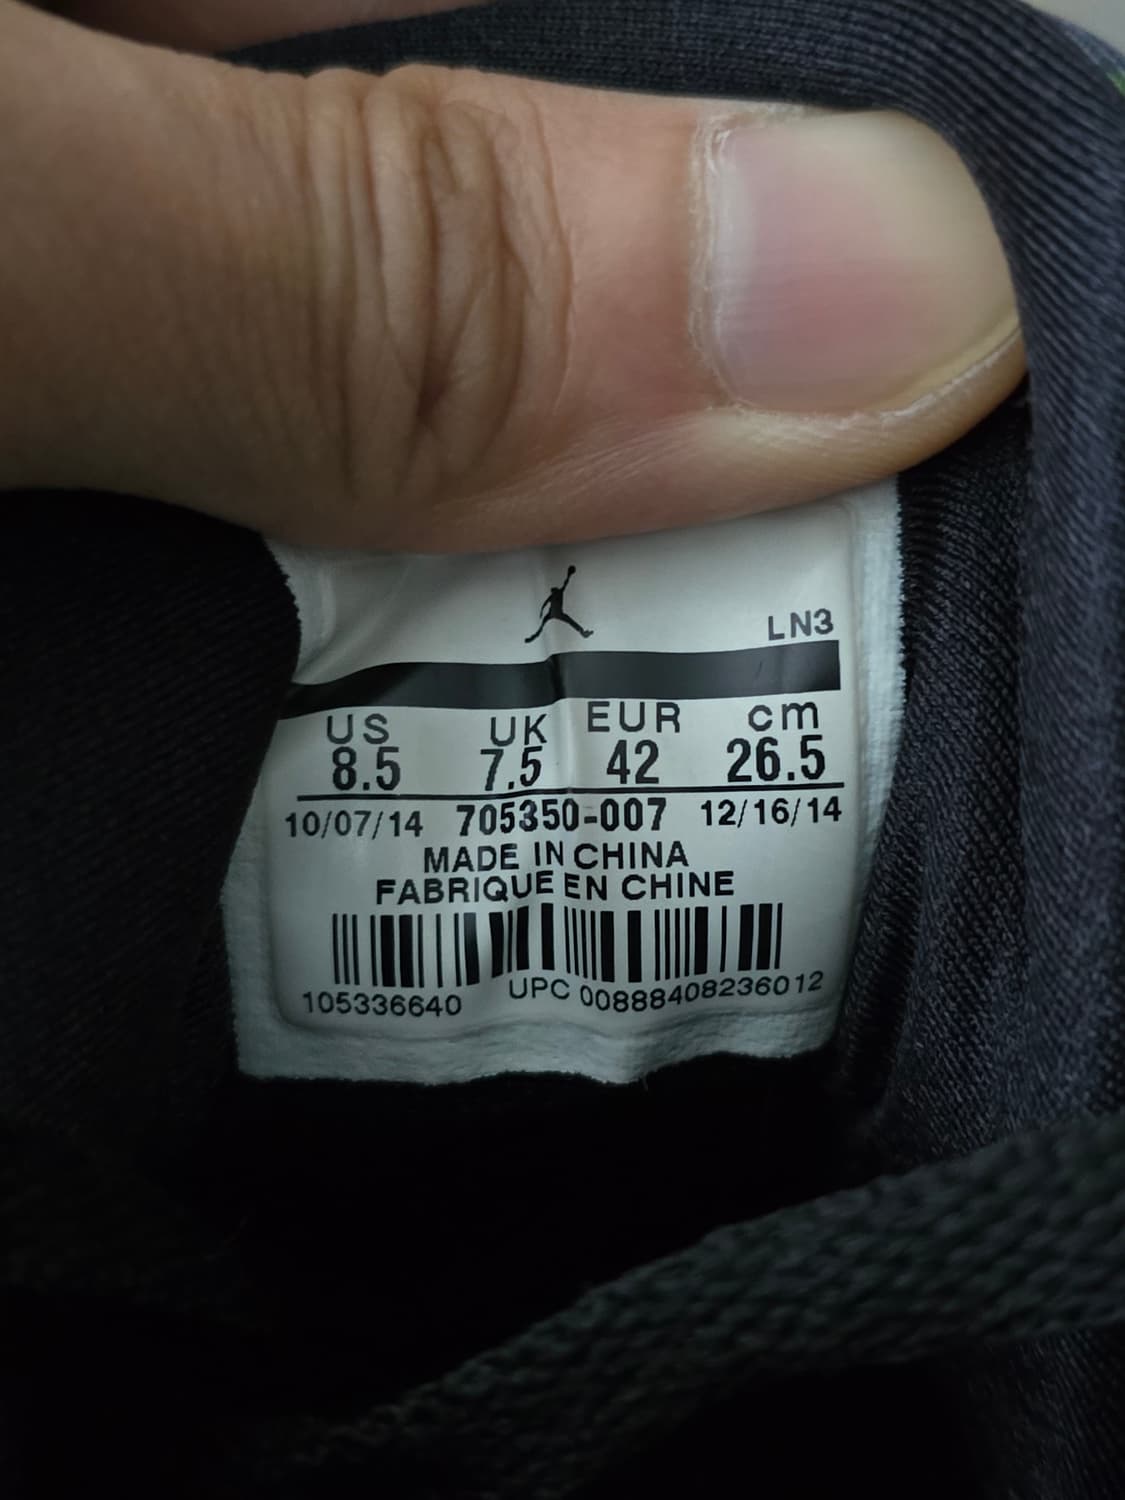 LN3
US UK EUR cm
8.5 7.5 42 26.5
10/07/14 705350-007 12/16/14
MADE IN CHINA
FABRIQUE EN CHINE
105336640 UPC 00888408236012